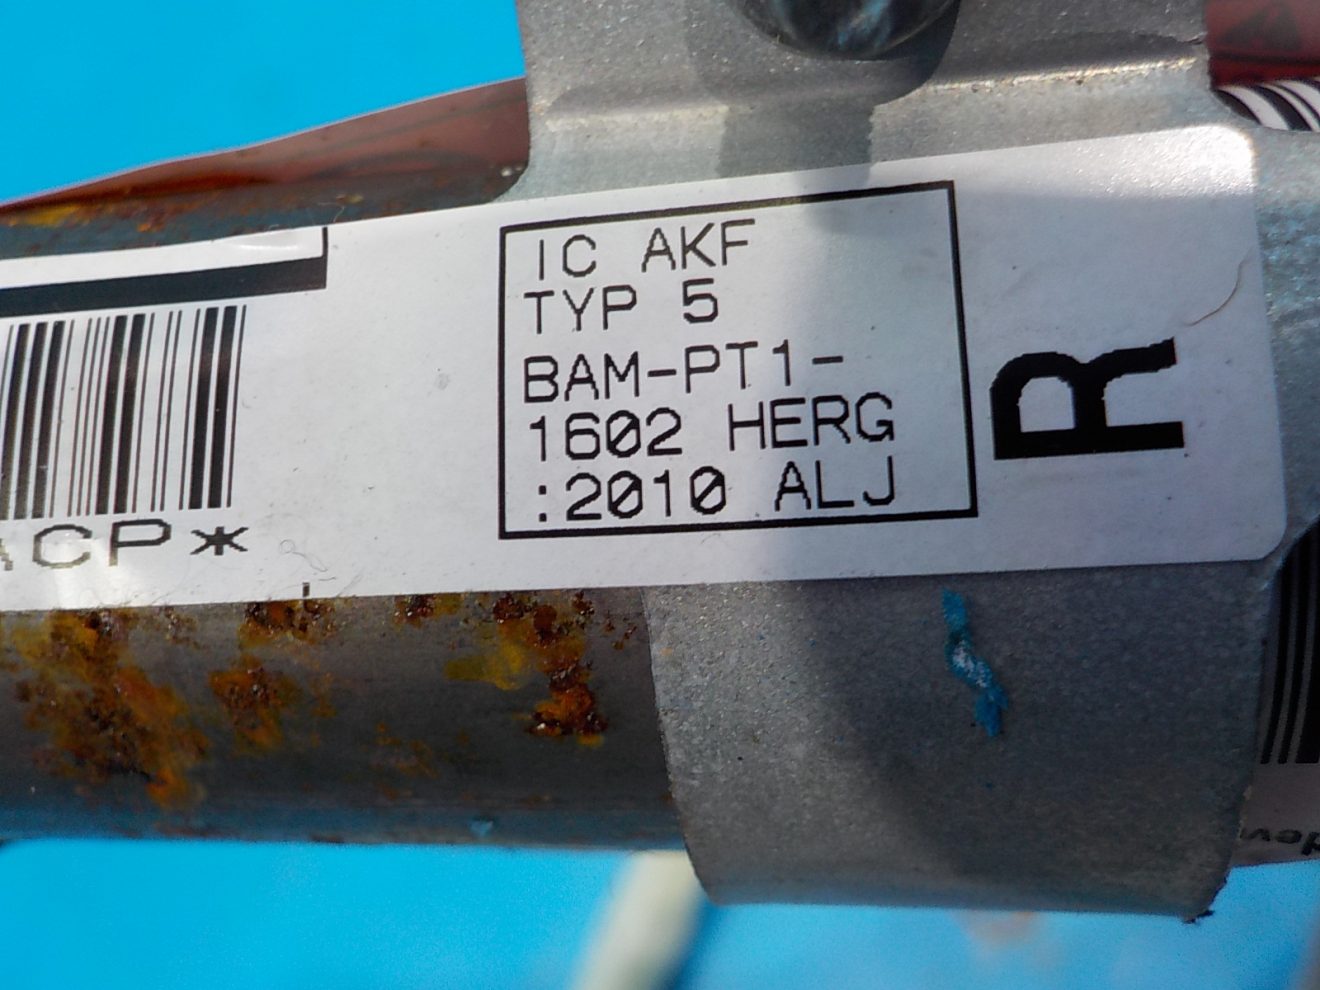 IC AKF
TYP 5
BAM-PT1-
1602 HERG
:2010 ALJ
R
ACP*